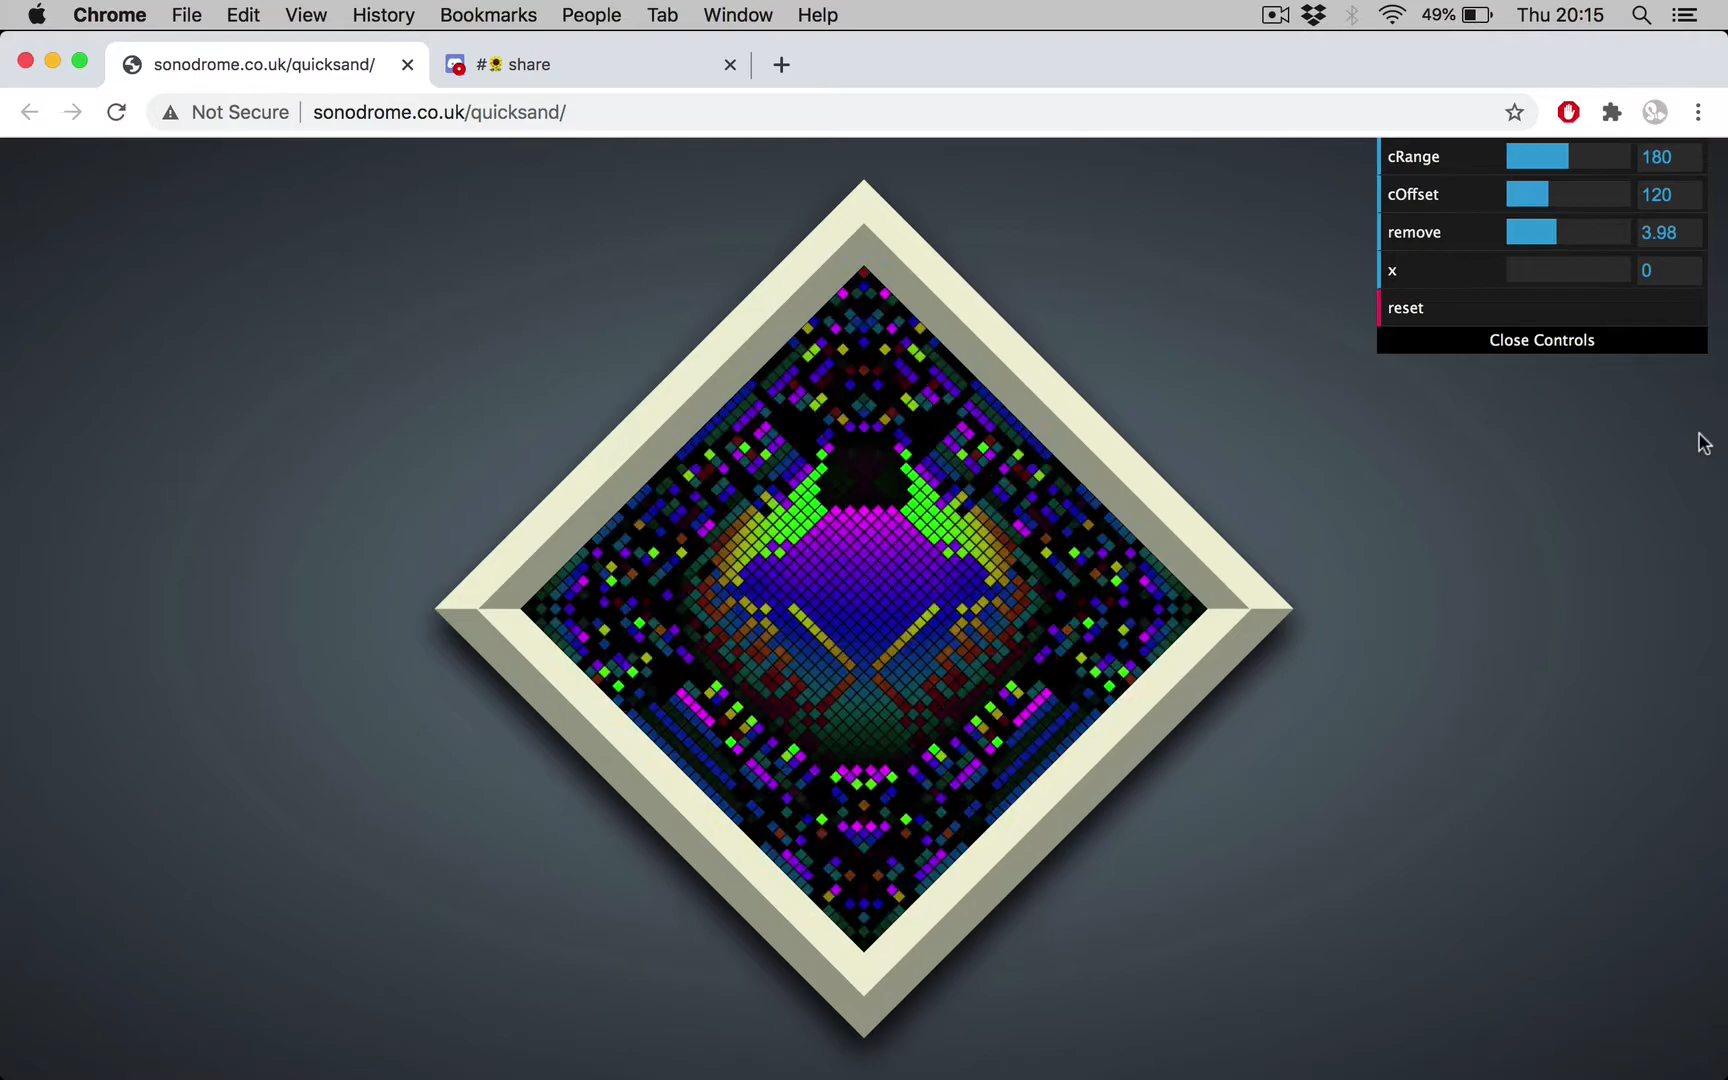 Chrome File Edit View History Bookmarks People Tab Window Help 49% Thu 20:15
sonodrome.co.uk/quicksand/ #🌻 share
Not Secure sonodrome.co.uk/quicksand/
cRange 180
cOffset 120
remove 3.98
x 0
reset
Close Controls